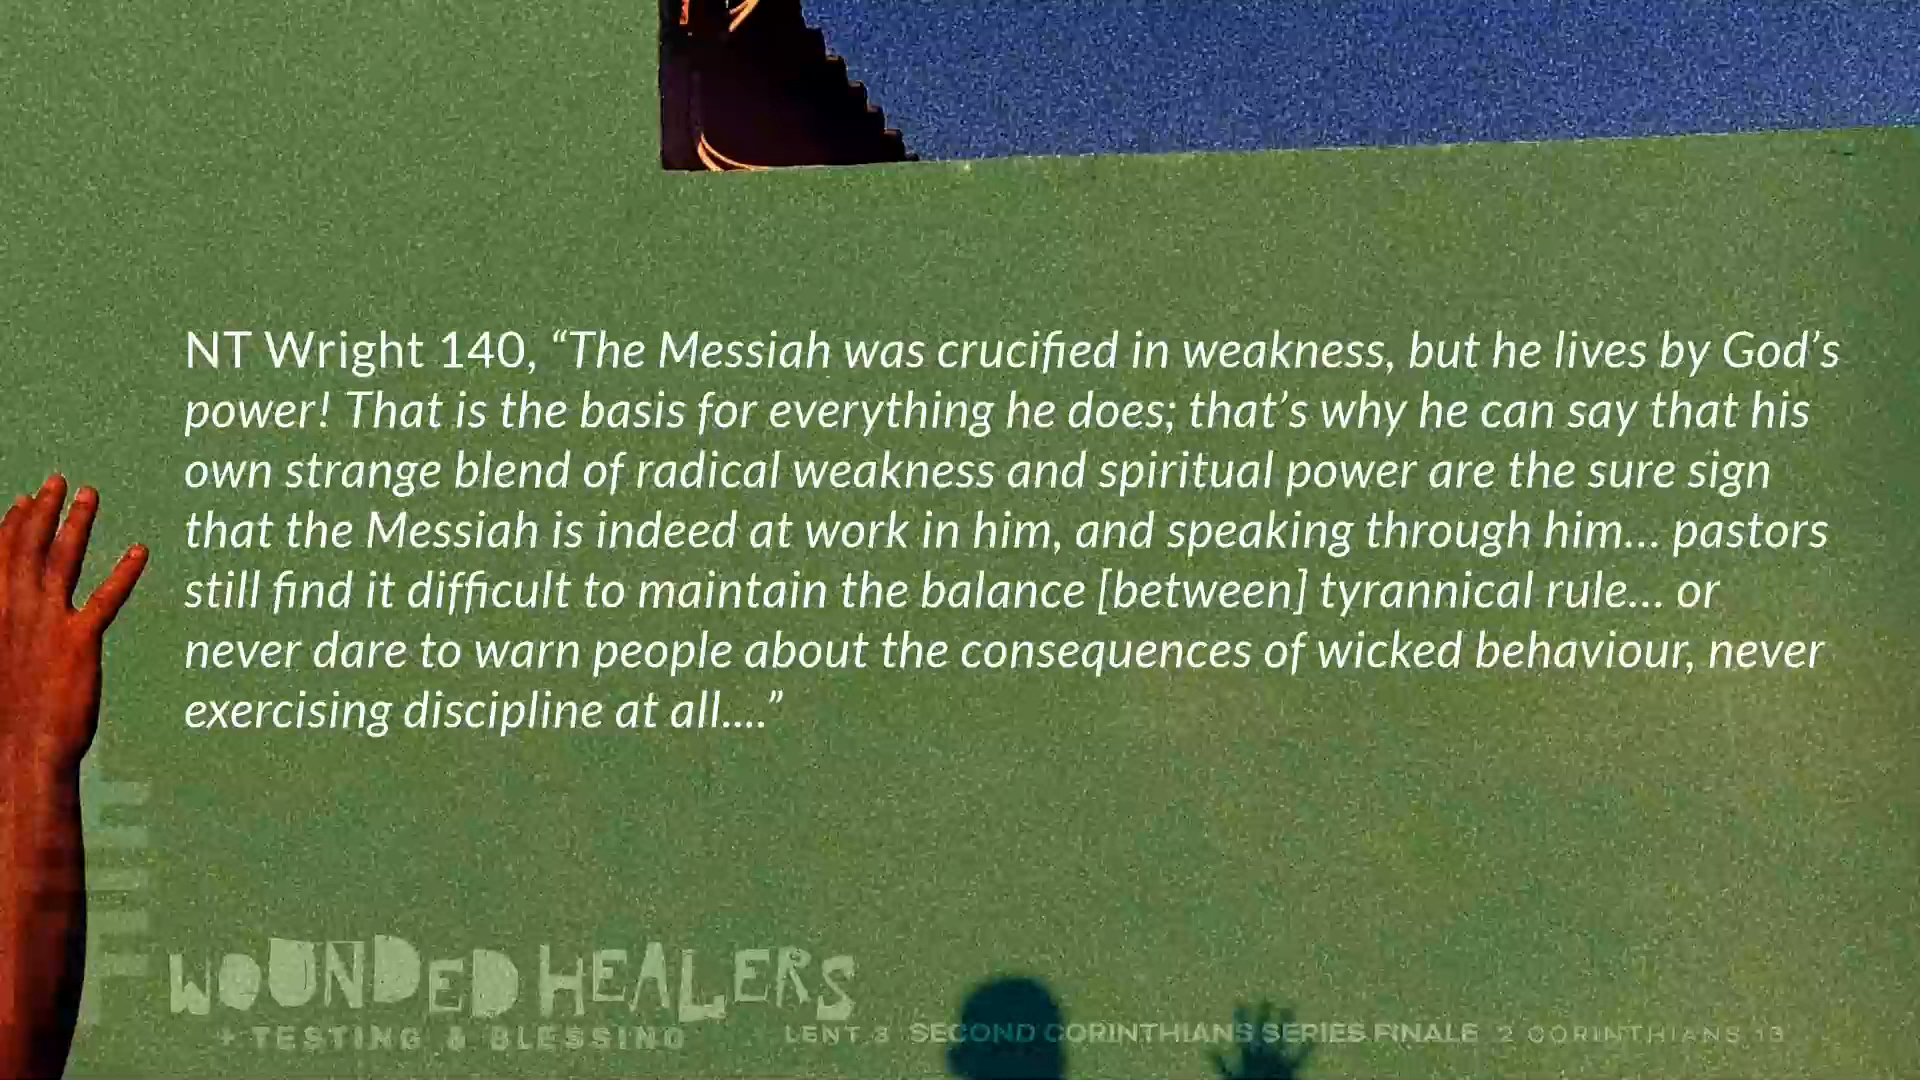 NT Wright 140, “The Messiah was crucified in weakness, but he lives by God’s
power! That is the basis for everything he does; that’s why he can say that his
own strange blend of radical weakness and spiritual power are the sure sign
that the Messiah is indeed at work in him, and speaking through him… pastors
still find it difficult to maintain the balance [between] tyrannical rule… or
never dare to warn people about the consequences of wicked behaviour, never
exercising discipline at all….”
WOUNDED HEALERS
+ TESTING & BLESSING
LENT 3 SECOND CORINTHIANS SERIES FINALE 2 CORINTHIANS 13